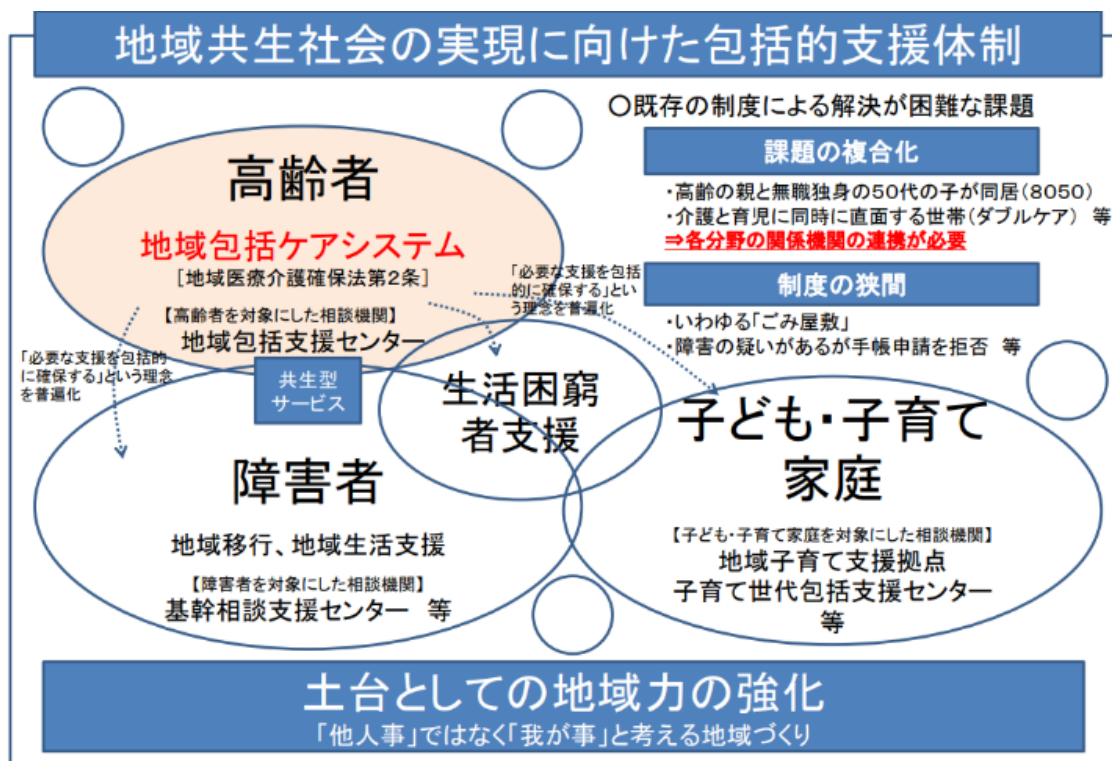 地域共生社会の実現に向けた包括的支援体制
〇既存の制度による解決が困難な課題
課題の複合化
・高齢の親と無職独身の50代の子が同居(8050)
・介護と育児に同時に直面する世帯(ダブルケア) 等
⇒各分野の関係機関の連携が必要
制度の狭間
・いわゆる「ごみ屋敷」
・障害の疑いがあるが手帳申請を拒否 等
高齢者
地域包括ケアシステム
[地域医療介護確保法第2条]
【高齢者を対象にした相談機関】
地域包括支援センター
「必要な支援を包括
的に確保する」とい
う理念を普遍化
「必要な支援を包括的
に確保する」という理念
を普遍化
共生型
サービス
生活困窮
者支援
障害者
地域移行、地域生活支援
【障害者を対象にした相談機関】
基幹相談支援センター 等
子ども・子育て
家庭
【子ども・子育て家庭を対象にした相談機関】
地域子育て支援拠点
子育て世代包括支援センター
等
土台としての地域力の強化
「他人事」ではなく「我が事」と考える地域づくり